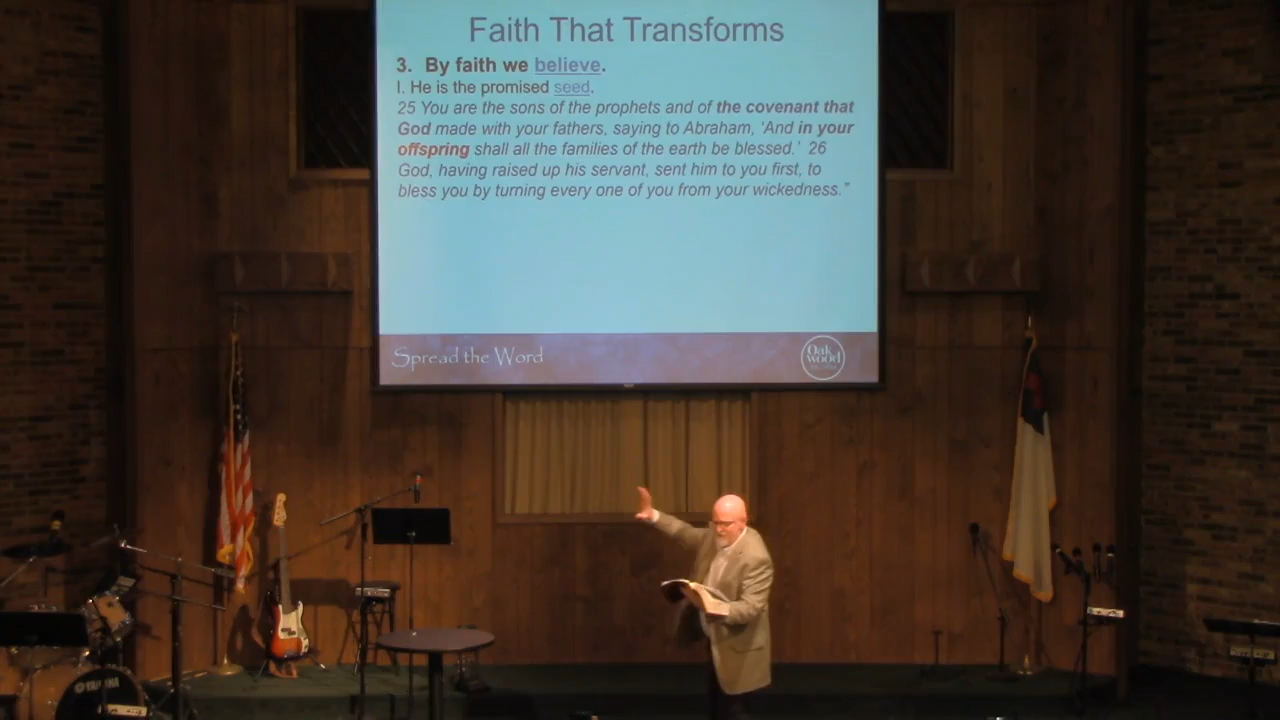 Faith That Transforms
3. By faith we believe.
I. He is the promised seed.
25 You are the sons of the prophets and of the covenant that
God made with your fathers, saying to Abraham, ‘And in your
offspring shall all the families of the earth be blessed.’ 26
God, having raised up his servant, sent him to you first, to
bless you by turning every one of you from your wickedness.”
Spread the Word
Oak
wood
YAMAHA